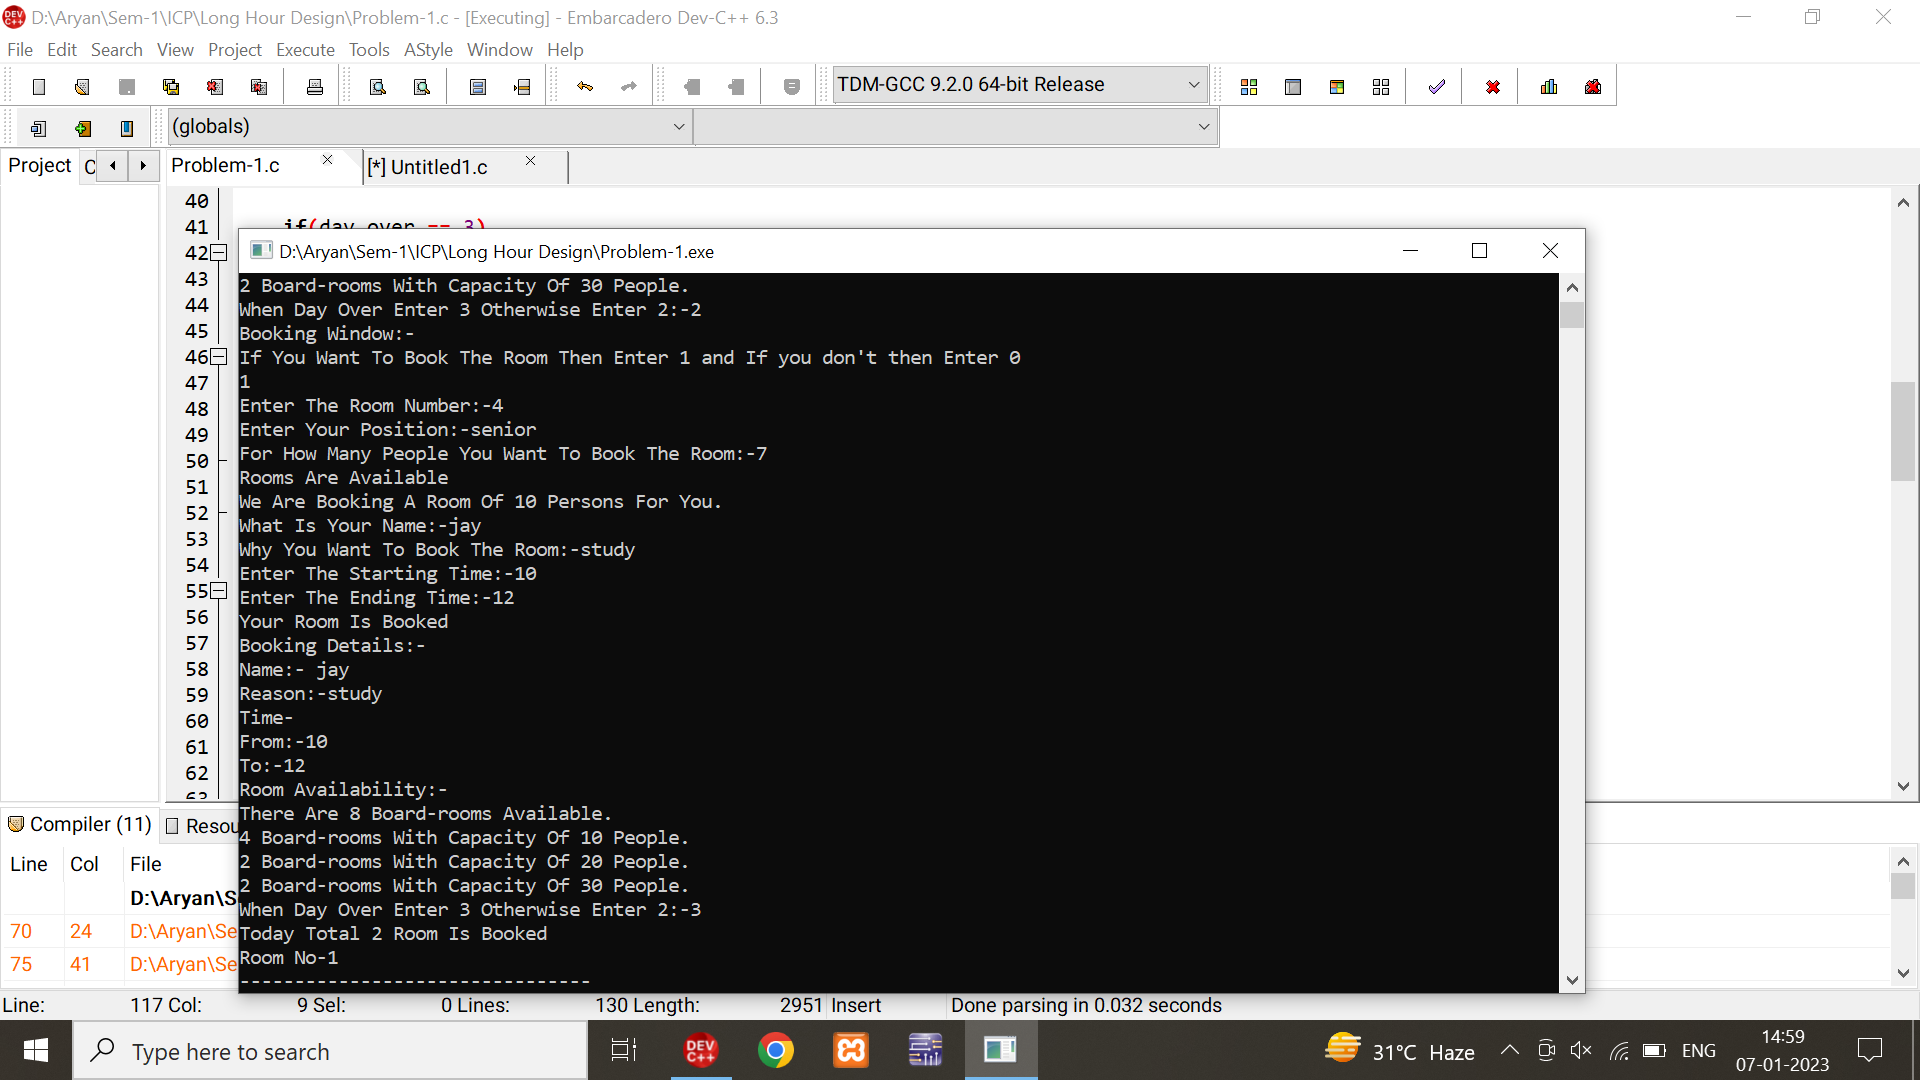 D:\Aryan\Sem-1\ICP\Long Hour Design\Problem-1.c - [Executing] - Embarcadero Dev-C++ 6.3
File Edit Search View Project Execute Tools AStyle Window Help
TDM-GCC 9.2.0 64-bit Release
(globals)
Project C Problem-1.c [*] Untitled1.c
40
41 if(day_over == 3)
42
43
44
45
46
47
48
49
50
51
52
53
54
55
56
57
58
59
60
61
62
63
D:\Aryan\Sem-1\ICP\Long Hour Design\Problem-1.exe
2 Board-rooms With Capacity Of 30 People.
When Day Over Enter 3 Otherwise Enter 2:-2
Booking Window:-
If You Want To Book The Room Then Enter 1 and If you don't then Enter 0
1
Enter The Room Number:-4
Enter Your Position:-senior
For How Many People You Want To Book The Room:-7
Rooms Are Available
We Are Booking A Room Of 10 Persons For You.
What Is Your Name:-jay
Why You Want To Book The Room:-study
Enter The Starting Time:-10
Enter The Ending Time:-12
Your Room Is Booked
Booking Details:-
Name:- jay
Reason:-study
Time-
From:-10
To:-12
Room Availability:-
There Are 8 Board-rooms Available.
4 Board-rooms With Capacity Of 10 People.
2 Board-rooms With Capacity Of 20 People.
2 Board-rooms With Capacity Of 30 People.
When Day Over Enter 3 Otherwise Enter 2:-3
Today Total 2 Room Is Booked
Room No-1
--------------------------------
Compiler (11) Resou
Line Col File
D:\Aryan\S
70 24 D:\Aryan\Se
75 41 D:\Aryan\Se
Line: 117 Col: 9 Sel: 0 Lines: 130 Length: 2951 Insert Done parsing in 0.032 seconds
Type here to search
DEV C++
31°C Haze
ENG
14:59
07-01-2023